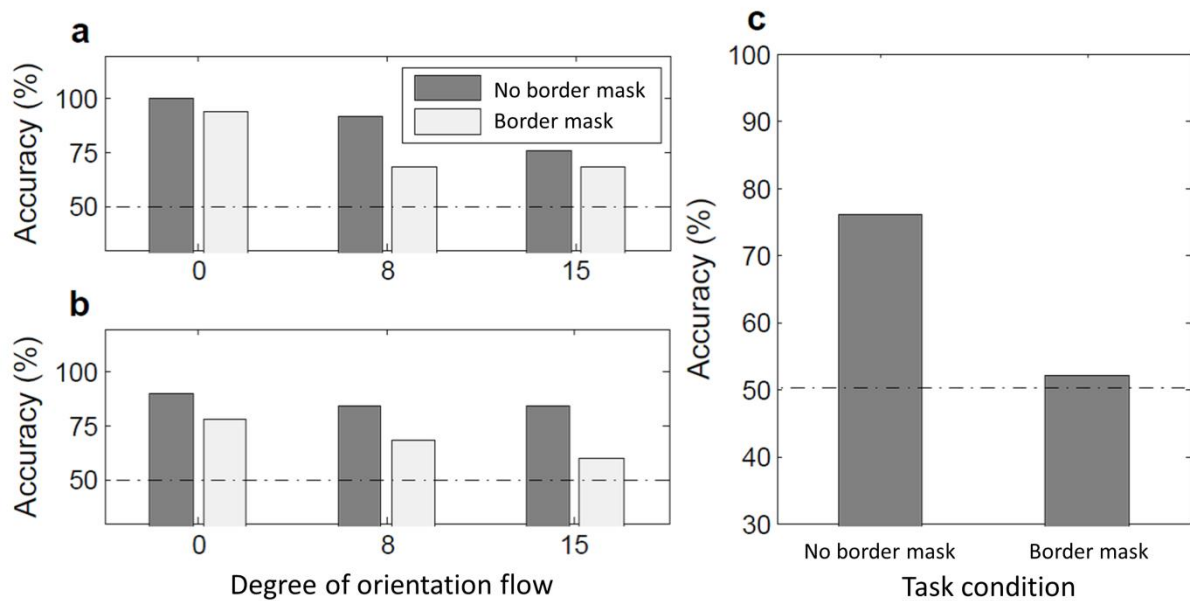 a
Accuracy (%)
100
75
50
No border mask
Border mask
0 8 15
b
Accuracy (%)
100
75
50
0 8 15
Degree of orientation flow
c
Accuracy (%)
100
90
80
70
60
50
40
30
No border mask Border mask
Task condition